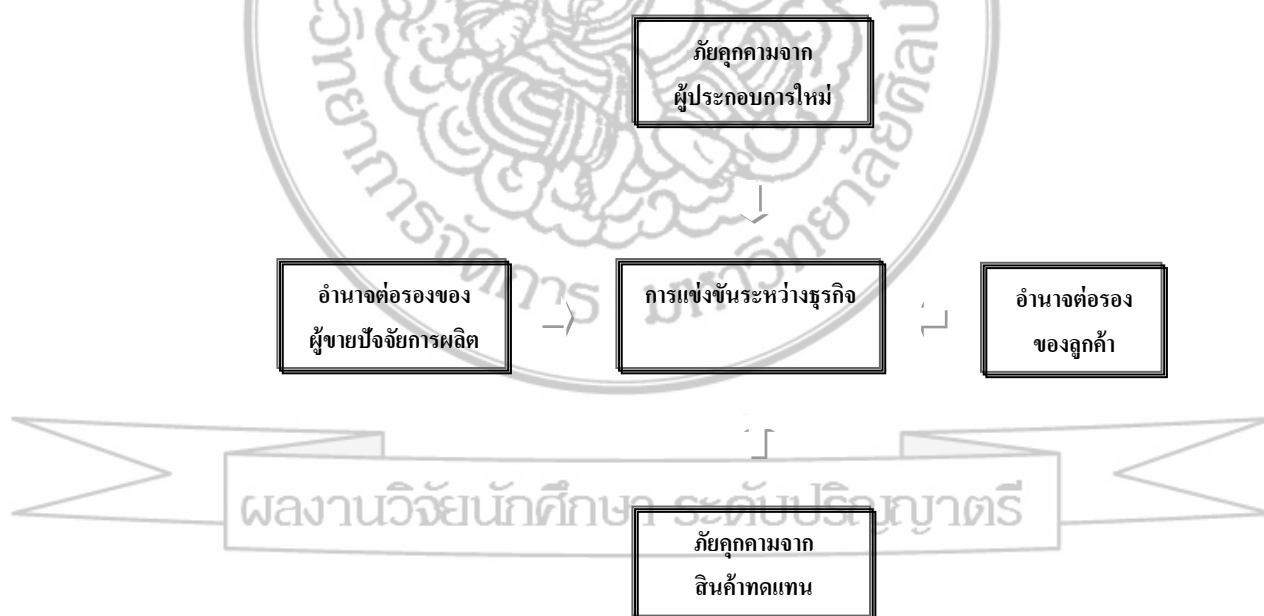 ภัยคุกคามจาก
ผู้ประกอบการใหม่
อำนาจต่อรองของ
ผู้ขายปัจจัยการผลิต
การแข่งขันระหว่างธุรกิจ
อำนาจต่อรอง
ของลูกค้า
ผลงานวิจัยนักศึกษา ระดับปริญญาตรี
ภัยคุกคามจาก
สินค้าทดแทน